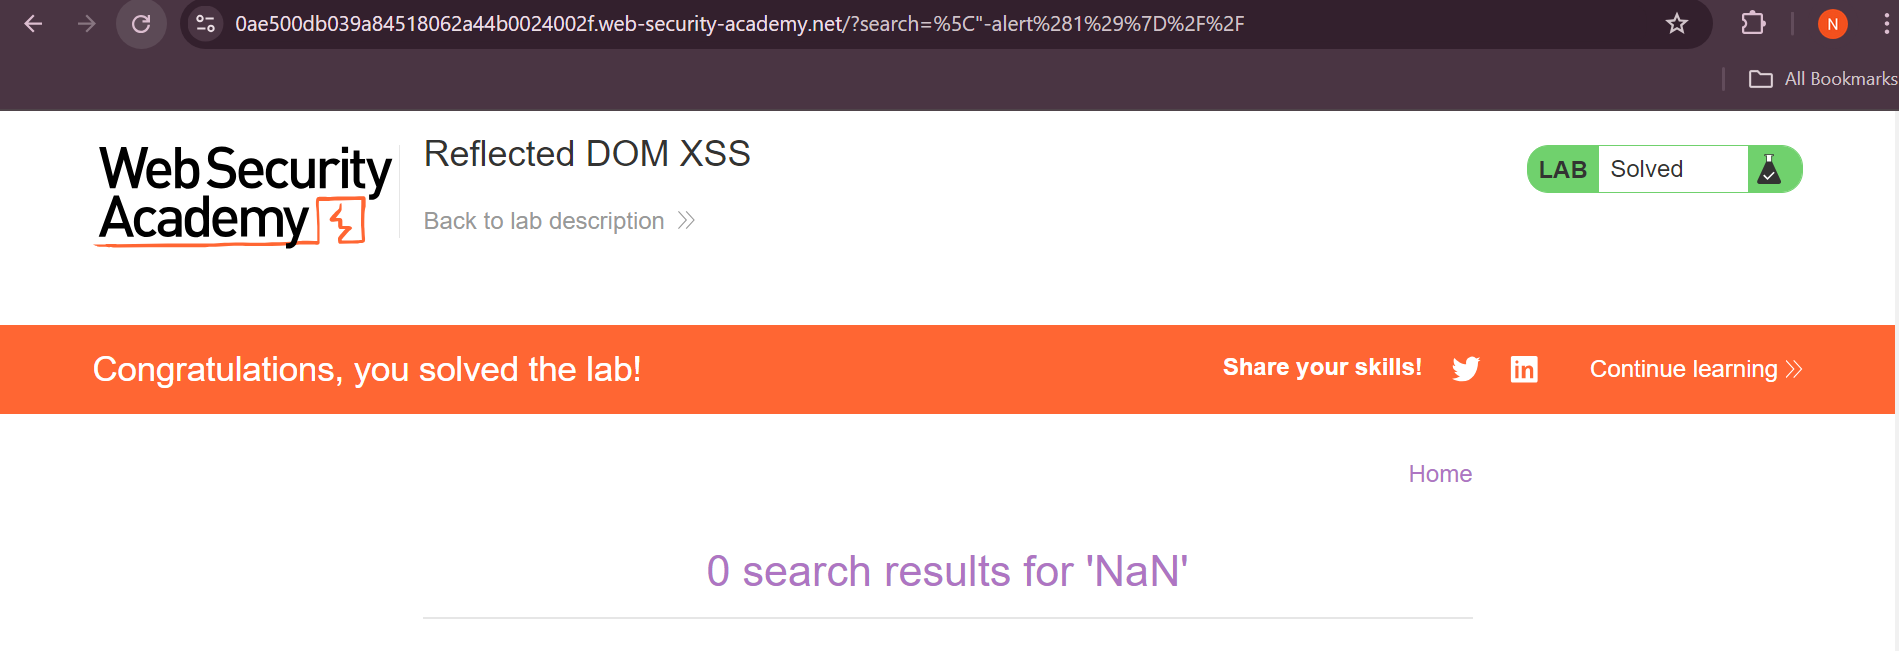 0ae500db039a84518062a44b0024002f.web-security-academy.net/?search=%5C"-alert%281%29%7D%2F%2F
N
All Bookmarks
Web Security
Academy
Reflected DOM XSS
Back to lab description
LAB Solved
Congratulations, you solved the lab!
Share your skills!
Continue learning
Home
0 search results for 'NaN'